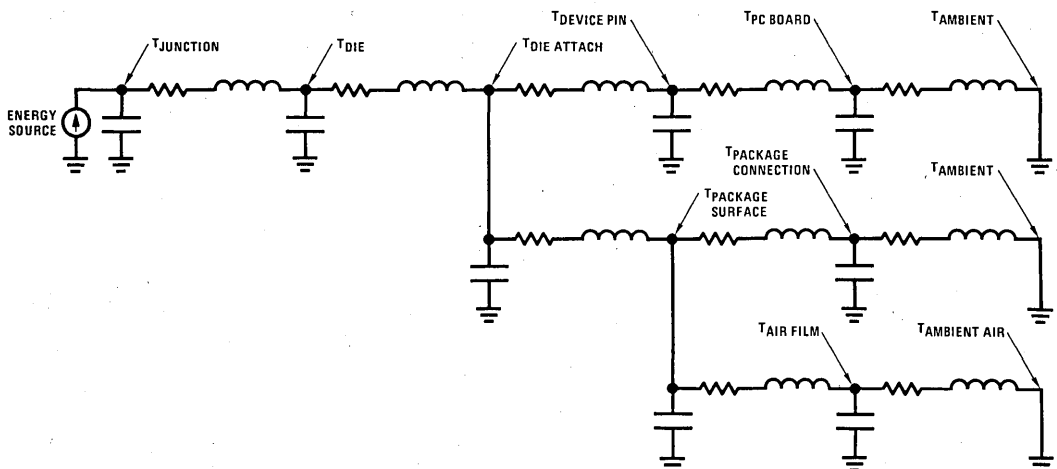 TJUNCTION
TDIE
TDIE ATTACH
TDEVICE PIN
TPC BOARD
TAMBIENT
ENERGY
SOURCE
TPACKAGE
CONNECTION
TAMBIENT
TPACKAGE
SURFACE
TAIR FILM
TAMBIENT AIR